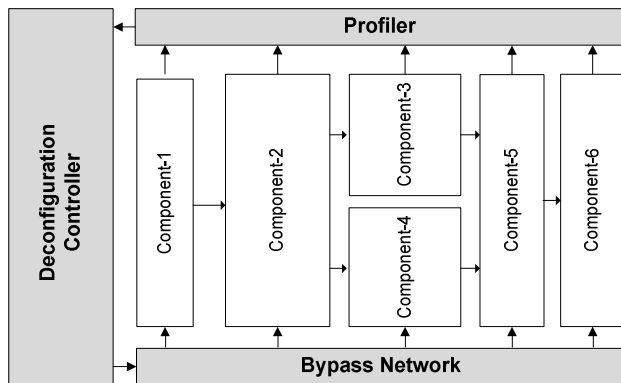 Profiler
Deconfiguration
Controller
Component-1
Component-2
Component-3
Component-4
Component-5
Component-6
Bypass Network